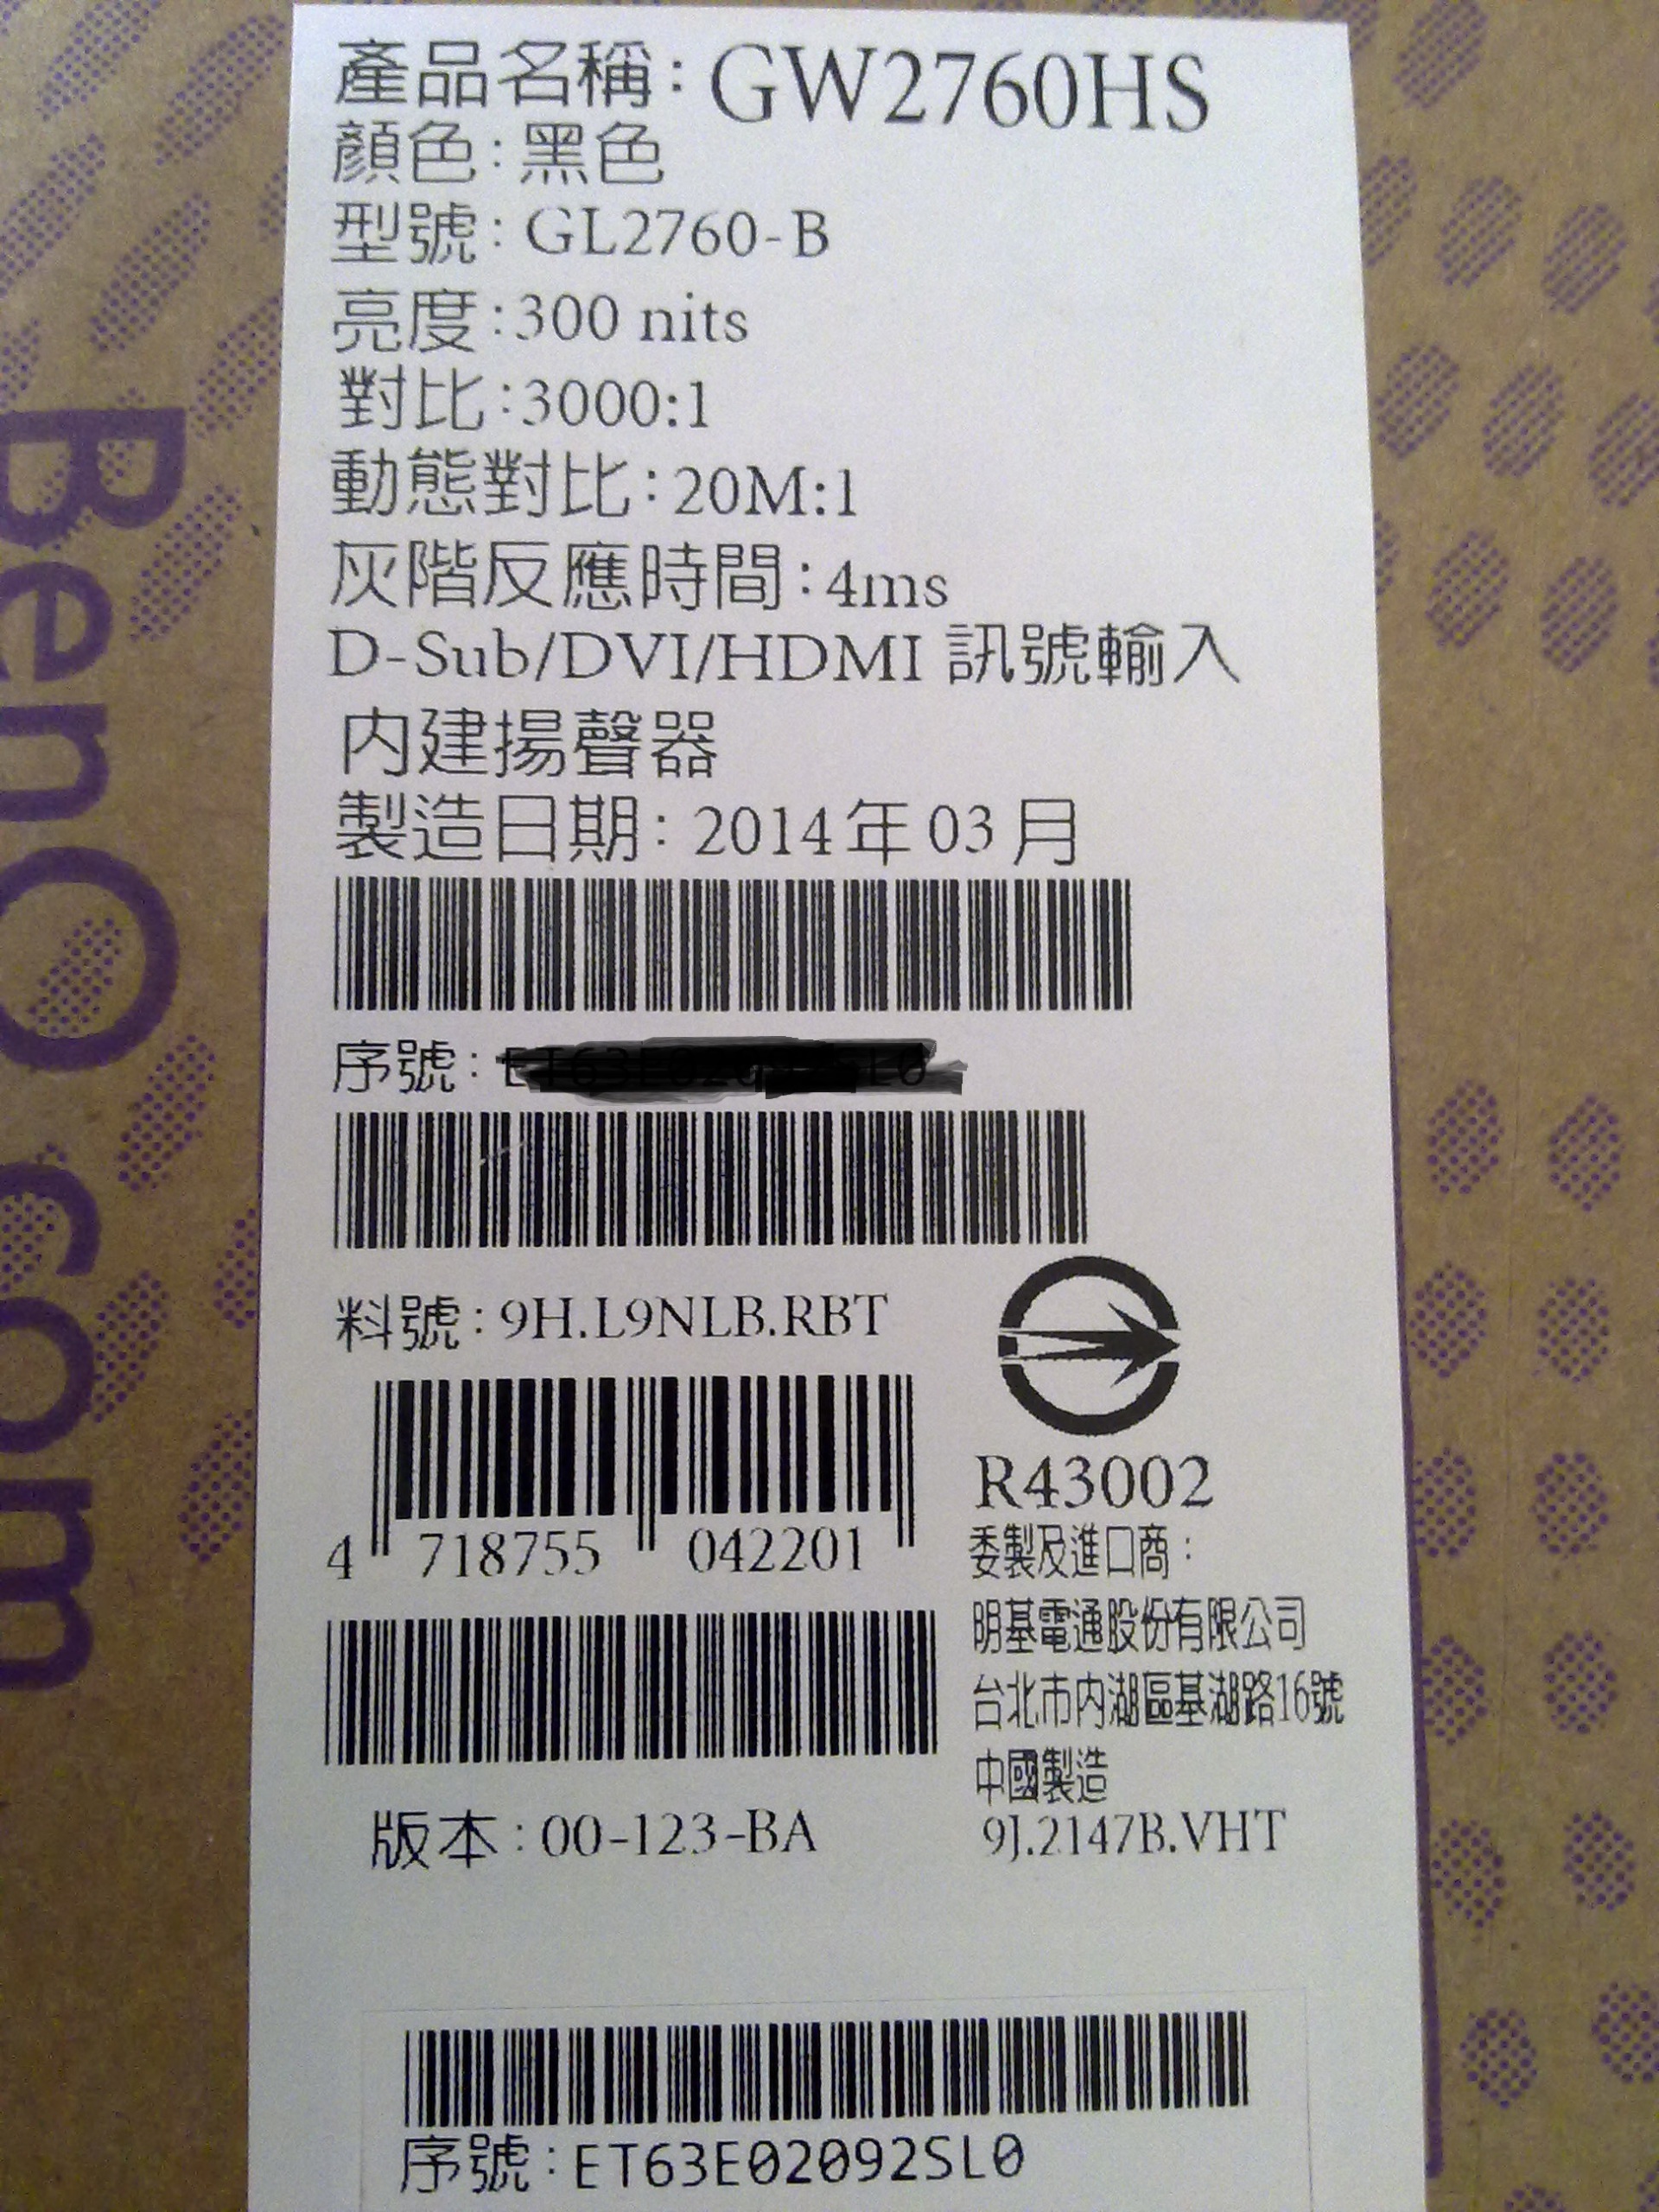 產品名稱：GW2760HS
顏色：黑色
型號：GL2760-B
亮度：300 nits
對比：3000:1
動態對比：20M:1
灰階反應時間：4ms
D-Sub/DVI/HDMI 訊號輸入
內建揚聲器
製造日期：2014年03月
序號：
料號：9H.L9NLB.RBT
4 718755 042201
版本：00-123-BA
R43002
委製及進口商：
明基電通股份有限公司
台北市內湖區基湖路16號
中國製造
9J.2147B.VHT
序號：ET63E02092SL0
BenQ.com